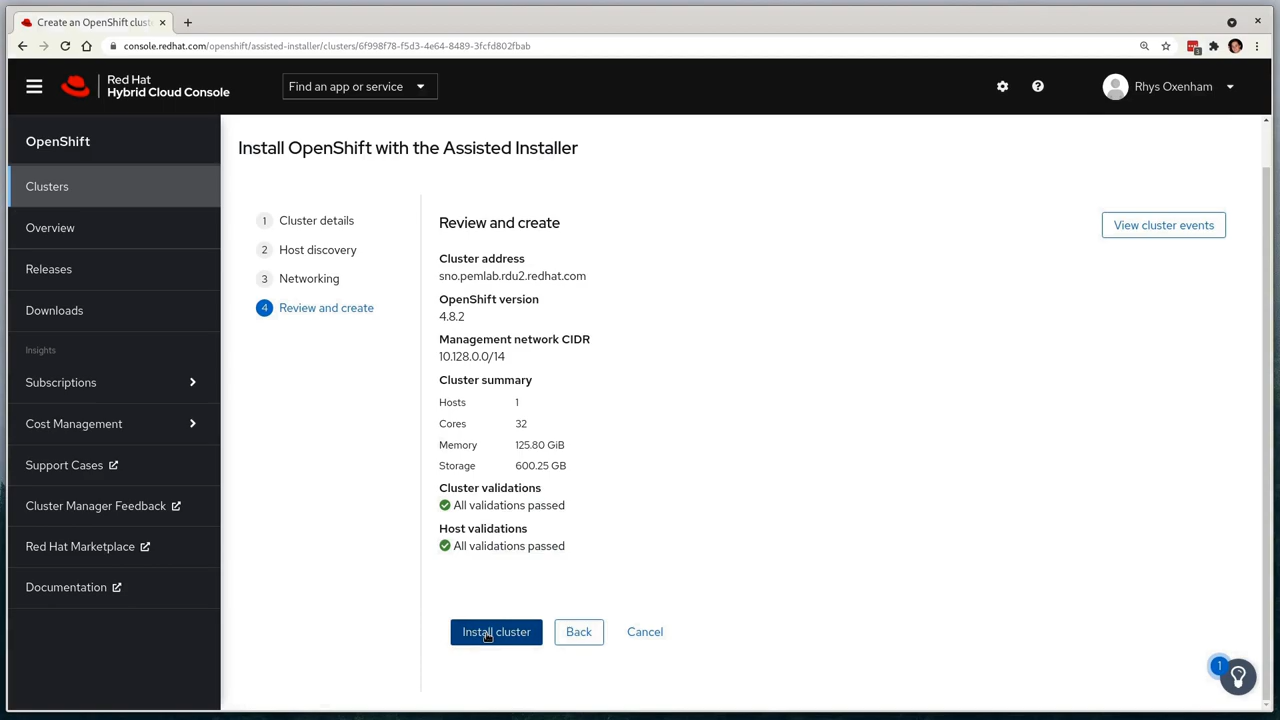 Create an OpenShift clust
console.redhat.com/openshift/assisted-installer/clusters/6f998f78-f5d3-4e64-8489-3fcfd802fbab
3
Red Hat
Hybrid Cloud Console
Find an app or service
Rhys Oxenham
OpenShift
Clusters
Overview
Releases
Downloads
Insights
Subscriptions
Cost Management
Support Cases
Cluster Manager Feedback
Red Hat Marketplace
Documentation
Install OpenShift with the Assisted Installer
1 Cluster details
2 Host discovery
3 Networking
4 Review and create
Review and create
View cluster events
Cluster address
sno.pemlab.rdu2.redhat.com
OpenShift version
4.8.2
Management network CIDR
10.128.0.0/14
Cluster summary
Hosts 1
Cores 32
Memory 125.80 GiB
Storage 600.25 GB
Cluster validations
All validations passed
Host validations
All validations passed
Install cluster Back Cancel
1